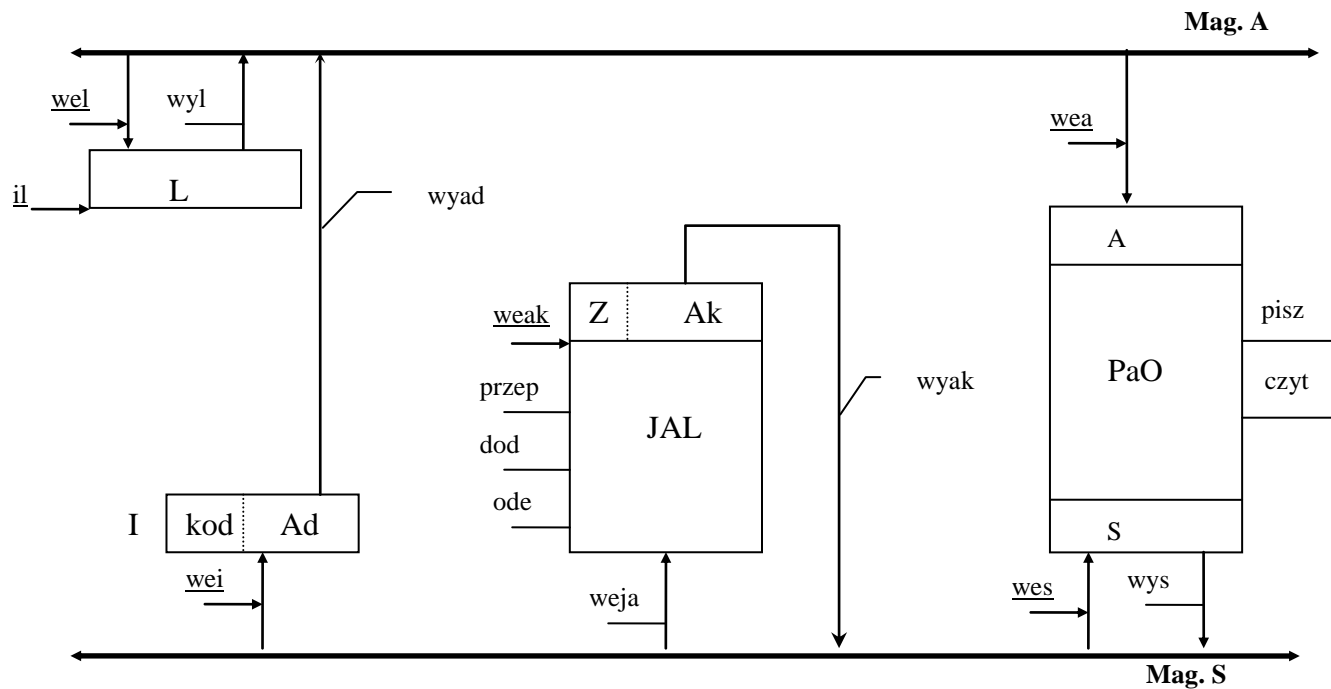 Mag. A
wel
wyl
wea
il
L
wyad
A
Z
Ak
weak
pisz
przep
wyak
PaO
czyt
JAL
dod
ode
I
kod
Ad
S
wei
weja
wes
wys
Mag. S